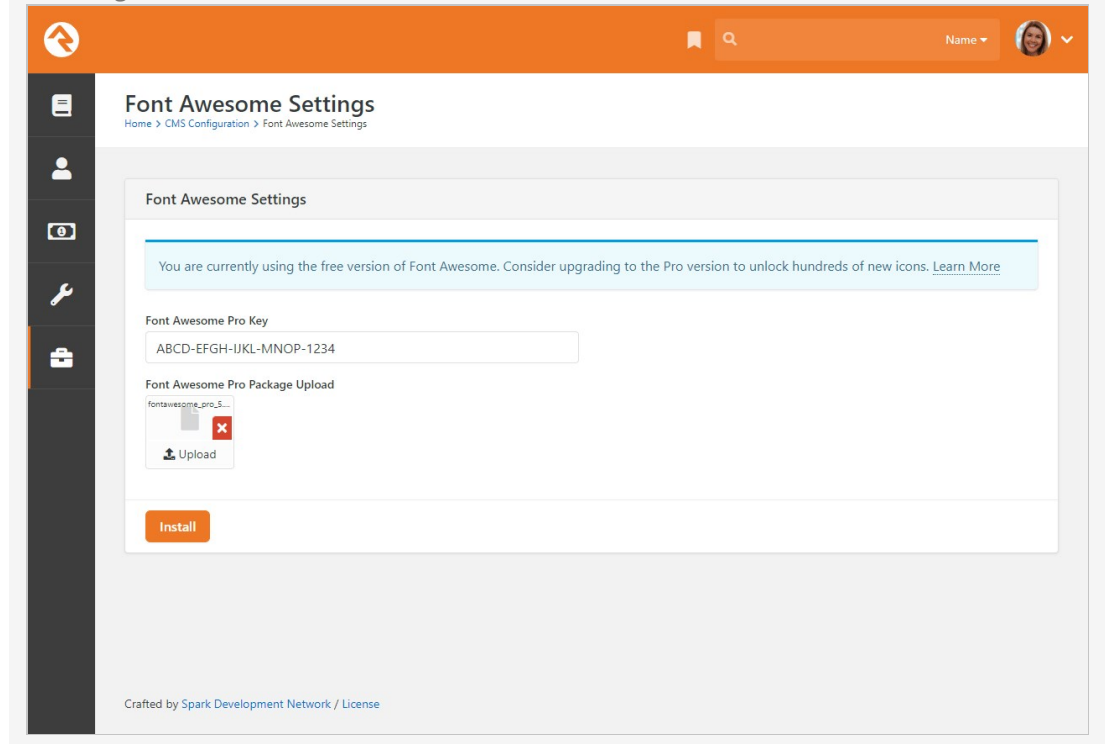 Name
Font Awesome Settings
Home > CMS Configuration > Font Awesome Settings
Font Awesome Settings
You are currently using the free version of Font Awesome. Consider upgrading to the Pro version to unlock hundreds of new icons. Learn More
Font Awesome Pro Key
ABCD-EFGH-IJKL-MNOP-1234
Font Awesome Pro Package Upload
fontawesome_pro_5...
Upload
Install
Crafted by Spark Development Network / License